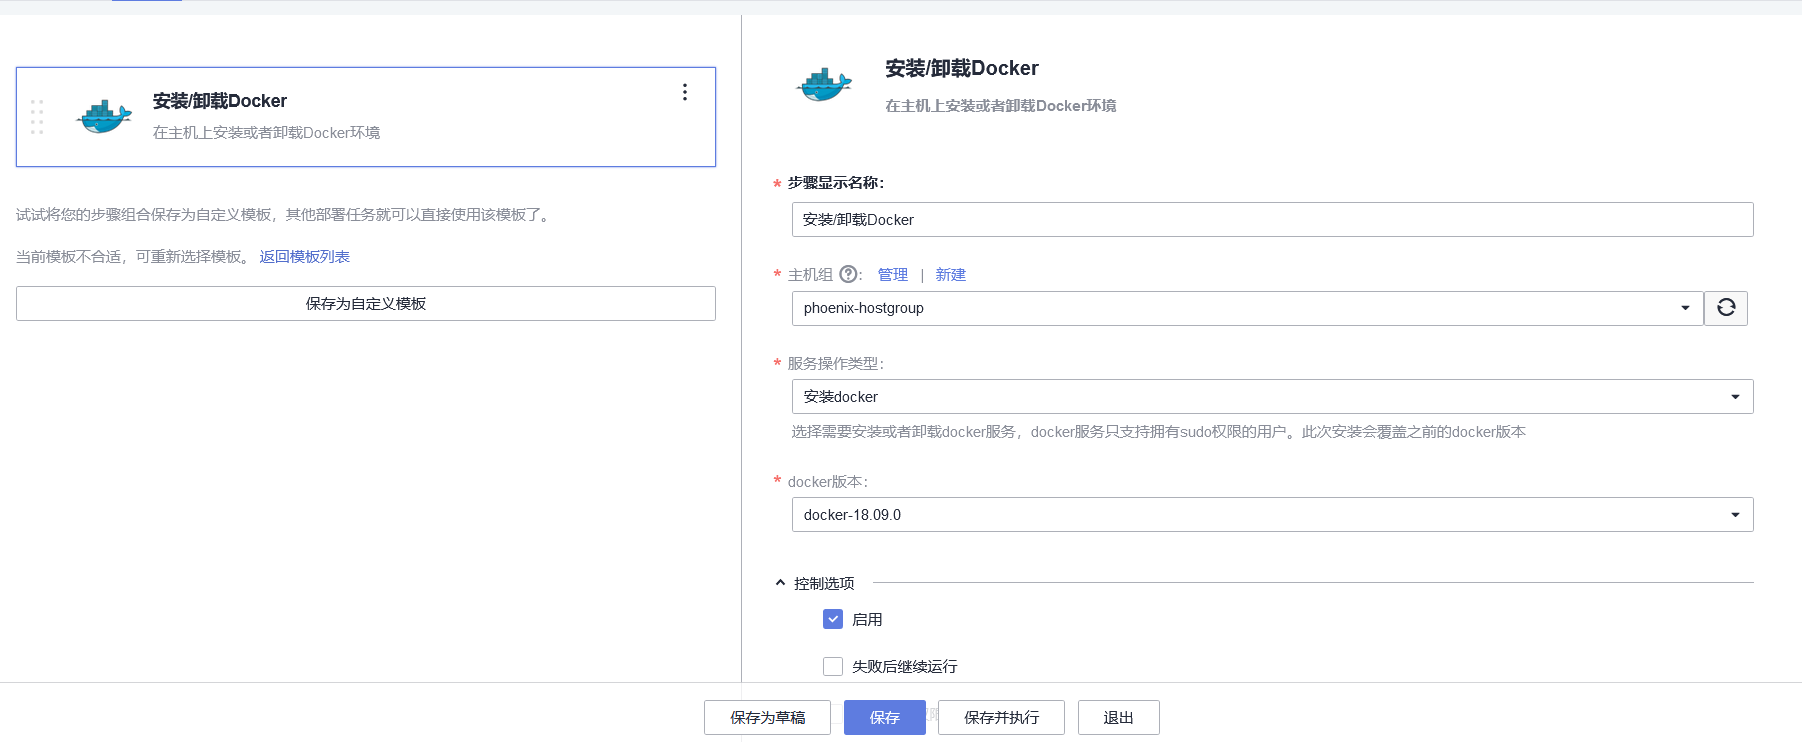 安装/卸载Docker
在主机上安装或者卸载Docker环境
试试将您的步骤组合保存为自定义模板，其他部署任务就可以直接使用该模板了。
当前模板不合适，可重新选择模板。 返回模板列表
保存为自定义模板
安装/卸载Docker
在主机上安装或者卸载Docker环境
* 步骤显示名称：
安装/卸载Docker
* 主机组 ?： 管理 | 新建
phoenix-hostgroup
* 服务操作类型：
安装docker
选择需要安装或者卸载docker服务，docker服务只支持拥有sudo权限的用户。此次安装会覆盖之前的docker版本
* docker版本：
docker-18.09.0
控制选项
启用
失败后继续运行
保存为草稿 保存 保存并执行 退出